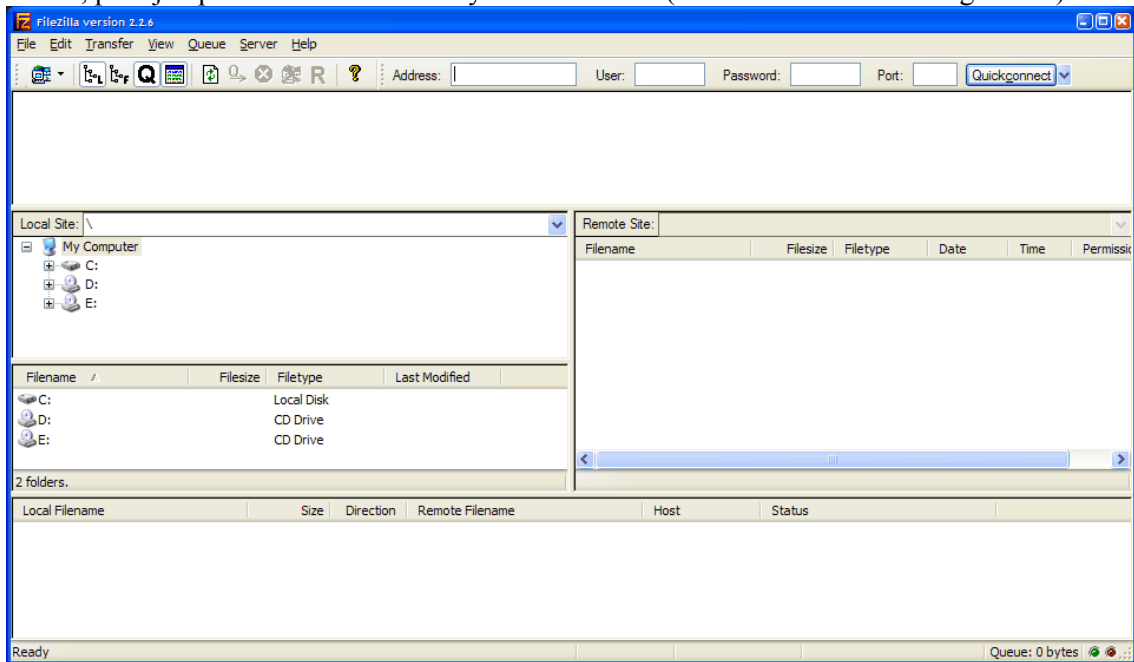 FileZilla version 2.2.6
File Edit Transfer View Queue Server Help
Address: User: Password: Port: Quickconnect
Local Site: \
Remote Site:
My Computer
C:
D:
E:
Filename Filesize Filetype Date Time Permissio
Filename Filesize Filetype Last Modified
C: Local Disk
D: CD Drive
E: CD Drive
2 folders.
Local Filename Size Direction Remote Filename Host Status
Ready Queue: 0 bytes